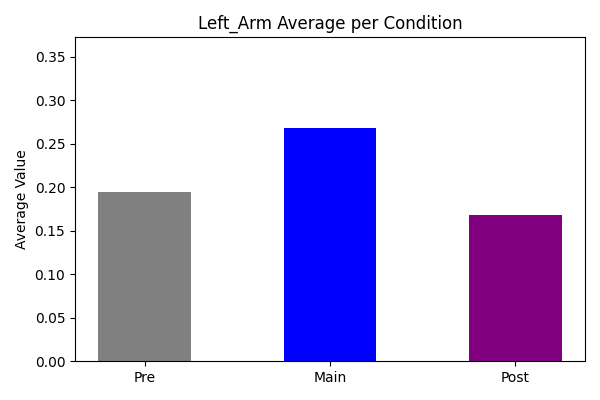 Left_Arm Average per Condition
Average Value
0.35
0.30
0.25
0.20
0.15
0.10
0.05
0.00
Pre
Main
Post